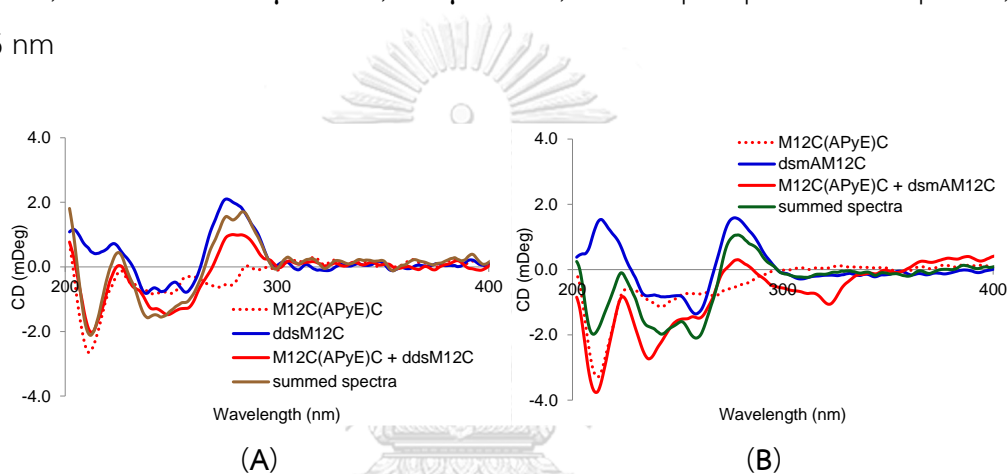 nm
4.0
2.0
0.0
-2.0
-4.0
200
300
400
CD (mDeg)
Wavelength (nm)
M12C(APyE)C
ddsM12C
M12C(APyE)C + ddsM12C
summed spectra
(A)
4.0
2.0
0.0
-2.0
-4.0
200
300
400
CD (mDeg)
Wavelength (nm)
M12C(APyE)C
dsmAM12C
M12C(APyE)C + dsmAM12C
summed spectra
(B)